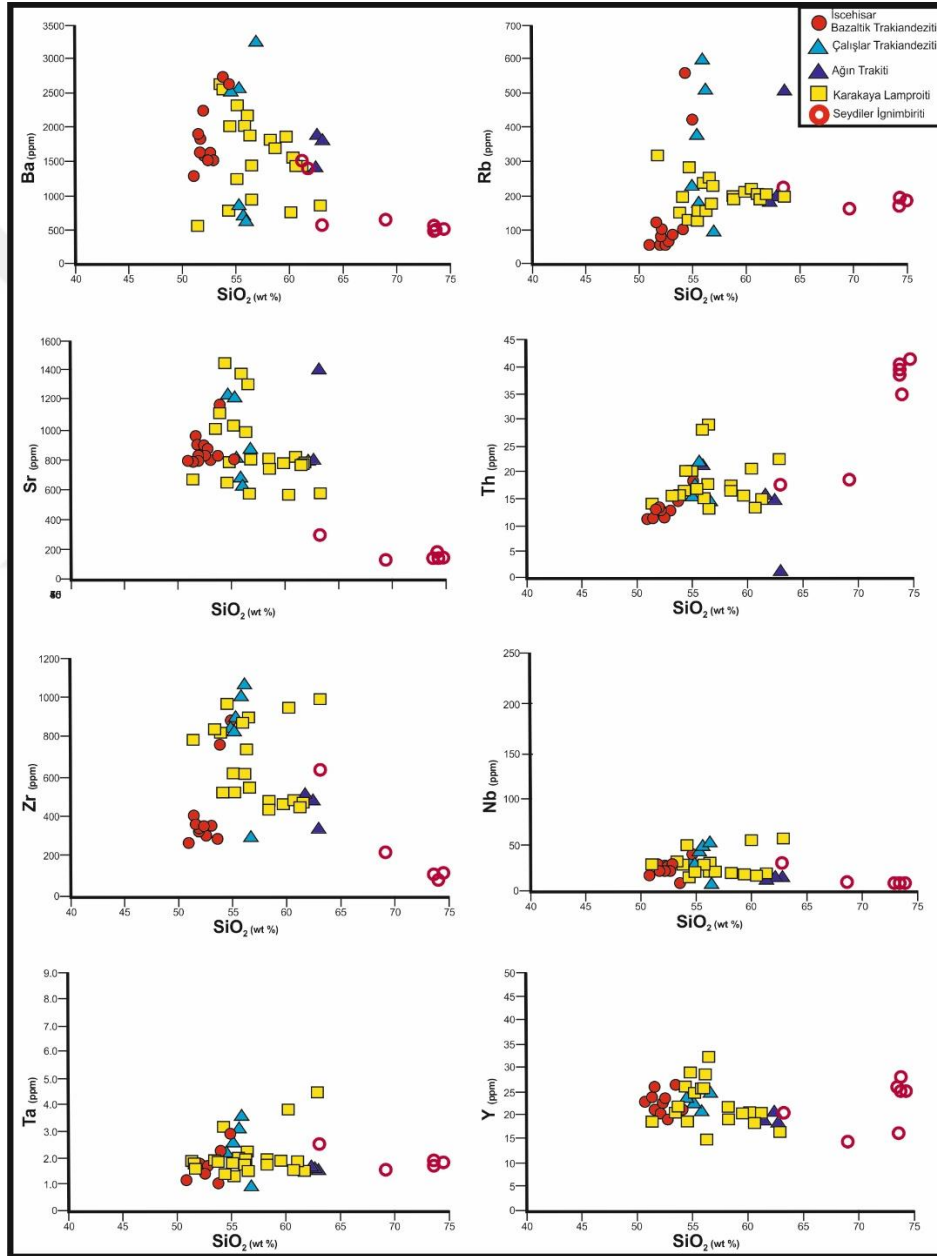 3500
3000
2500
2000
1500
1000
500
0
Ba (ppm)
40 45 50 55 60 65 70 75
SiO2 (wt %)
700
600
500
400
300
200
100
0
Rb (ppm)
40 45 50 55 60 65 70 75
SiO2 (wt %)
İscehisar
Bazaltik Trakiandeziti
Çalışlar Trakiandeziti
Ağın Trakiti
Karakaya Lamproiti
Seydiler İgnimbiriti
1600
1400
1200
1000
800
600
400
200
0
Sr (ppm)
SiO2 (wt %)
45
40
35
30
25
20
15
10
5
0
Th (ppm)
40 45 50 55 60 65 70 75
SiO2 (wt %)
1200
1000
800
600
400
200
0
Zr (ppm)
40 45 50 55 60 65 70 75
SiO2 (wt %)
250
200
150
100
50
0
Nb (ppm)
40 45 50 55 60 65 70 75
SiO2 (wt %)
9.0
8.0
7.0
6.0
5.0
4.0
3.0
2.0
1.0
0.0
Ta (ppm)
40 45 50 55 60 65 70 75
SiO2 (wt %)
50
45
40
35
30
25
20
15
10
5
0
Y (ppm)
40 45 50 55 60 65 70 75
SiO2 (wt %)